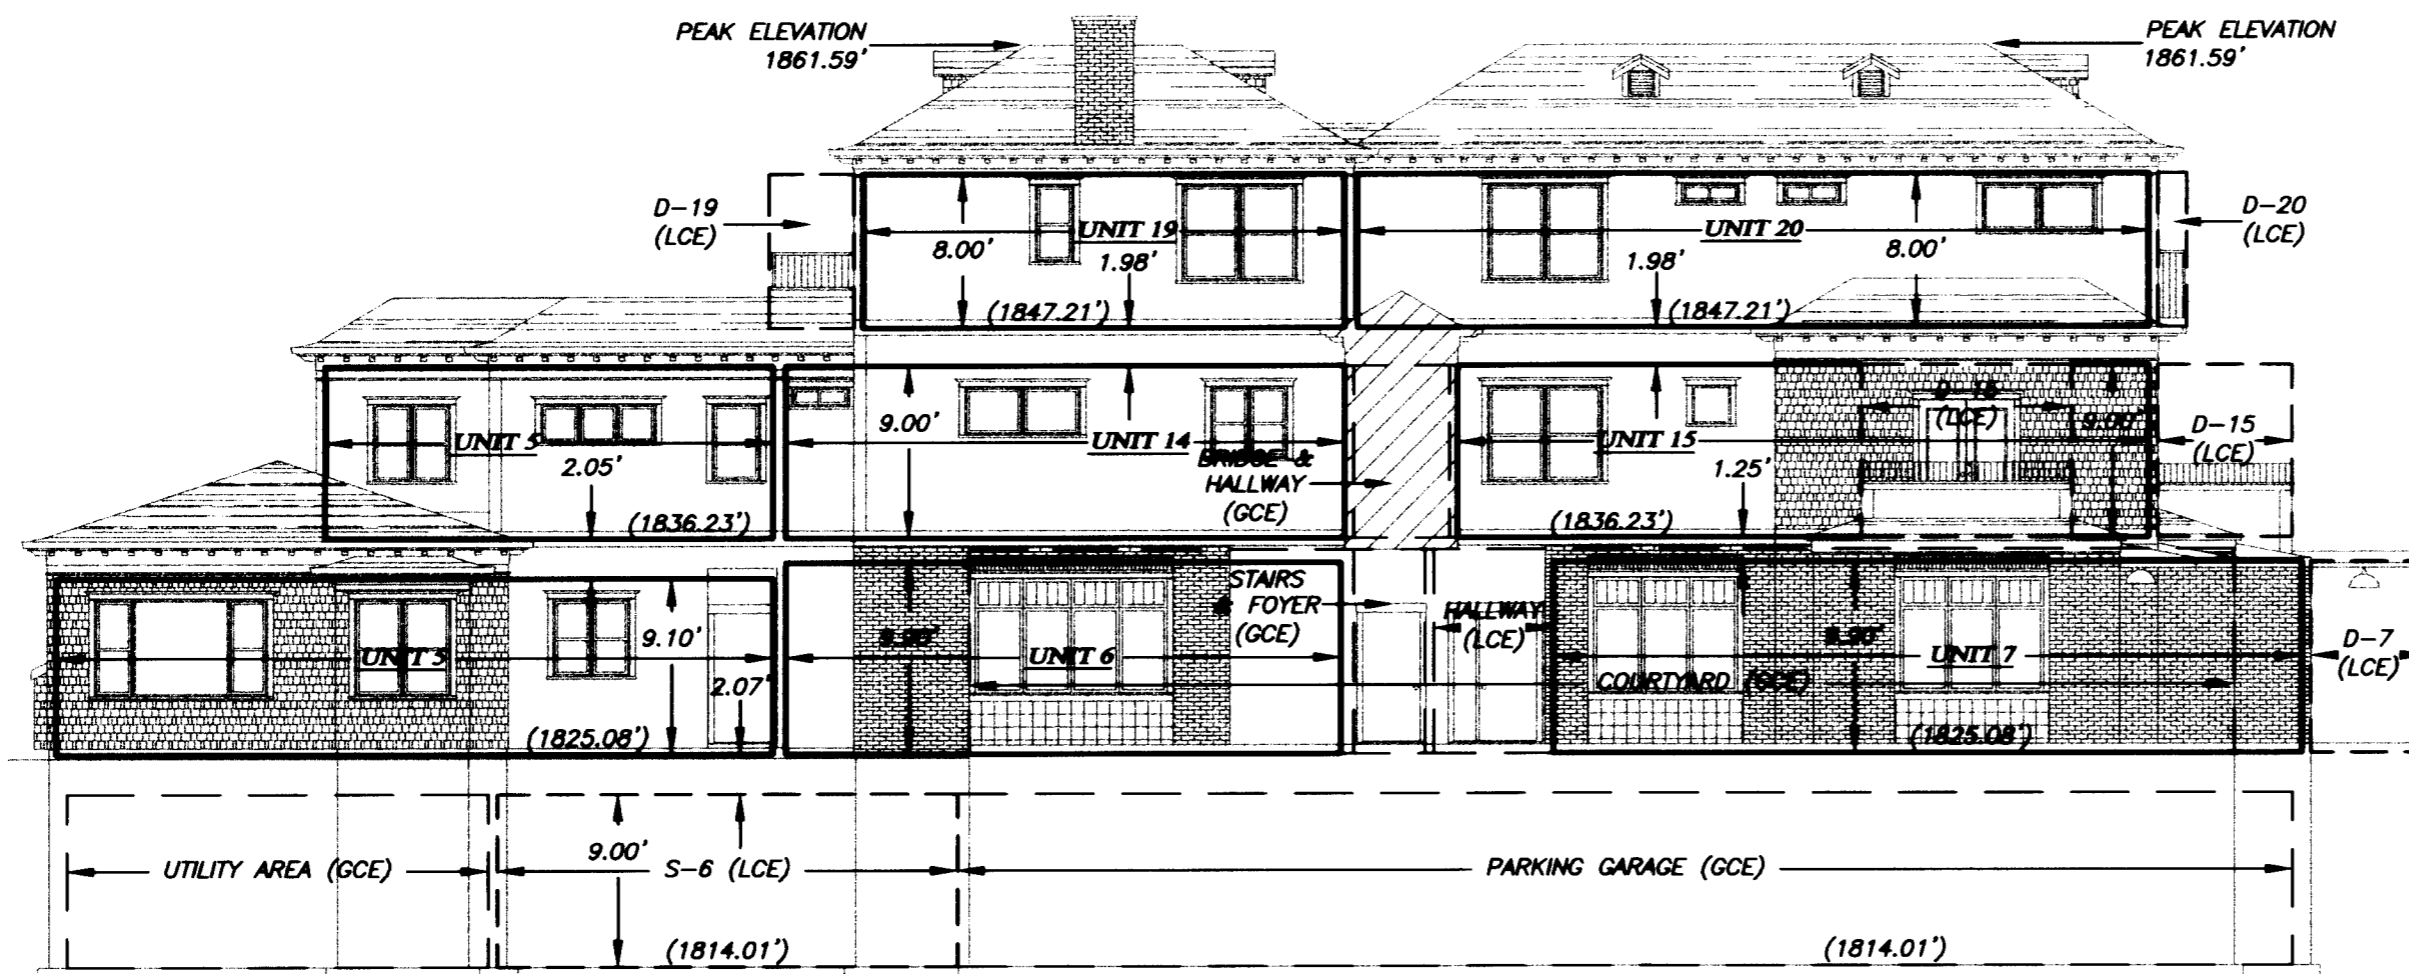 PEAK ELEVATION
1861.59'
PEAK ELEVATION
1861.59'
D-19
(LCE)
UNIT 19
8.00'
1.98'
(1847.21')
UNIT 20
1.98'
8.00'
(1847.21')
D-20
(LCE)
UNIT 5
2.05'
(1836.23')
9.00'
UNIT 14
BRIDGE &
HALLWAY
(GCE)
UNIT 15
1.25'
(1836.23')
(LCE)
9.00'
D-15
(LCE)
UNIT 5
9.10'
2.07'
(1825.08')
UNIT 6
STAIRS
& FOYER
(GCE)
HALLWAY
(LCE)
UNIT 7
COURTYARD (GCE)
(1825.08')
D-7
(LCE)
UTILITY AREA (GCE)
9.00'
S-6 (LCE)
(1814.01')
PARKING GARAGE (GCE)
(1814.01')